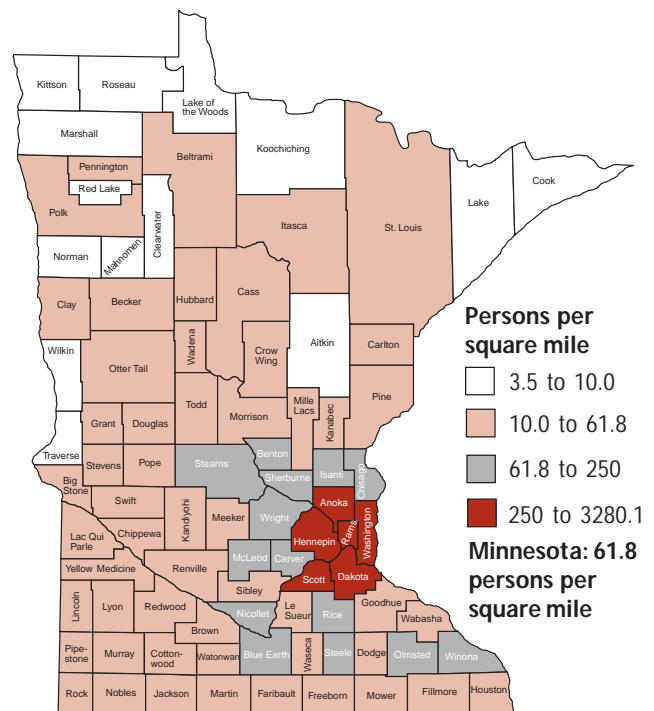 Kittson
Roseau
Lake of
the Woods
Marshall
Koochiching
Beltrami
Pennington
Red Lake
Polk
Clearwater
Itasca
St. Louis
Lake
Cook
Norman
Mahnomen
Clay
Becker
Hubbard
Cass
Wadena
Crow
Wing
Aitkin
Carlton
Wilkin
Otter Tail
Todd
Morrison
Mille
Lacs
Kanabec
Pine
Grant
Douglas
Traverse
Stevens
Pope
Stearns
Benton
Sherburne
Isanti
Chisago
Big
Stone
Swift
Kandiyohi
Meeker
Wright
Anoka
Hennepin
Rams.
Washington
Lac Qui
Parle
Chippewa
Yellow Medicine
Renville
McLeod
Carver
Scott
Dakota
Sibley
Lincoln
Lyon
Redwood
Nicollet
Le
Sueur
Rice
Goodhue
Wabasha
Brown
Pipe-
stone
Murray
Cotton-
wood
Watonwan
Blue Earth
Waseca
Steele
Dodge
Olmsted
Winona
Rock
Nobles
Jackson
Martin
Faribault
Freeborn
Mower
Fillmore
Houston
Persons per
square mile
3.5 to 10.0
10.0 to 61.8
61.8 to 250
250 to 3280.1
Minnesota: 61.8
persons per
square mile